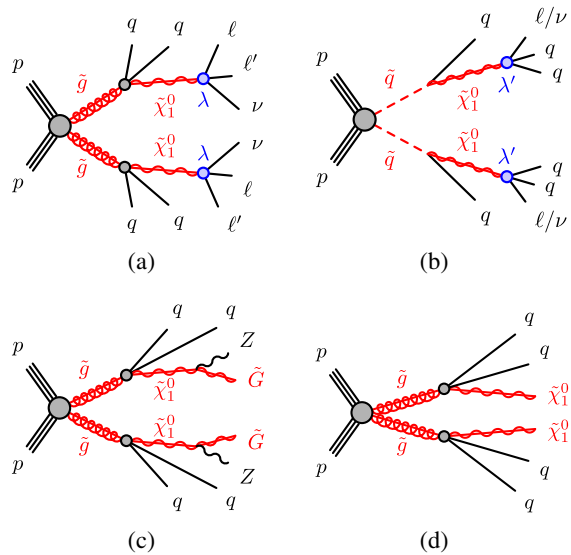 q q ℓ
p ℓ′
g̃ χ̃₁⁰ λ ν
g̃ χ̃₁⁰ λ ν
p ℓ
q q ℓ′
(a)
q ℓ/ν
p q
q̃ χ̃₁⁰ λ′ q
q̃ χ̃₁⁰ λ′ q
p q
q ℓ/ν
(b)
q q
p Z
g̃ χ̃₁⁰ G̃
g̃ χ̃₁⁰ G̃
p Z
q q
(c)
q
p q
g̃ χ̃₁⁰
g̃ χ̃₁⁰
p q
q
(d)